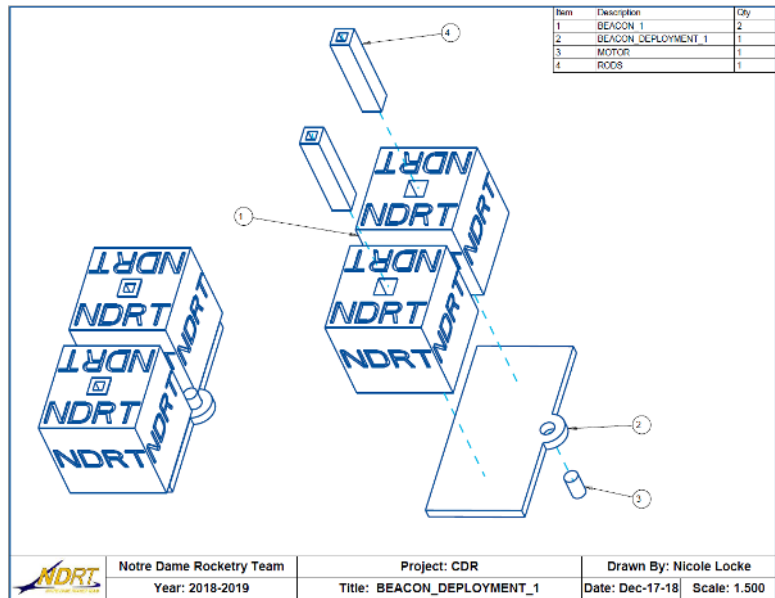 Item Description Qty
1 BEACON_1 2
2 BEACON_DEPLOYMENT_1 1
3 MOTOR 1
4 RODS 1
4
1
NDRT
NDRT
NDRT
NDRT
NDRT
NDRT
NDRT
NDRT
NDRT
NDRT
NDRT
NDRT
NDRT
NDRT
2
3
NDRT
Notre Dame Rocketry Team
Project: CDR
Drawn By: Nicole Locke
Year: 2018-2019
Title: BEACON_DEPLOYMENT_1
Date: Dec-17-18
Scale: 1.500